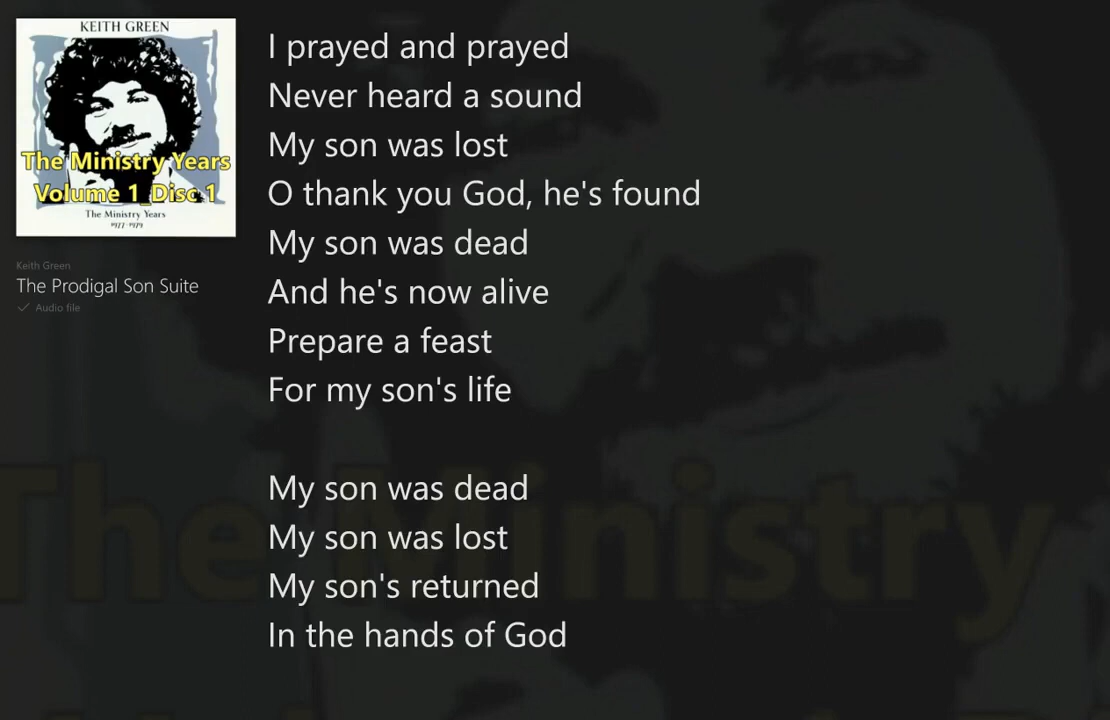 KEITH GREEN
The Ministry Years
Volume 1_Disc 1
The Ministry Years
1977-1979
Keith Green
The Prodigal Son Suite
Audio file
I prayed and prayed
Never heard a sound
My son was lost
O thank you God, he's found
My son was dead
And he's now alive
Prepare a feast
For my son's life
My son was dead
My son was lost
My son's returned
In the hands of God
The Ministry